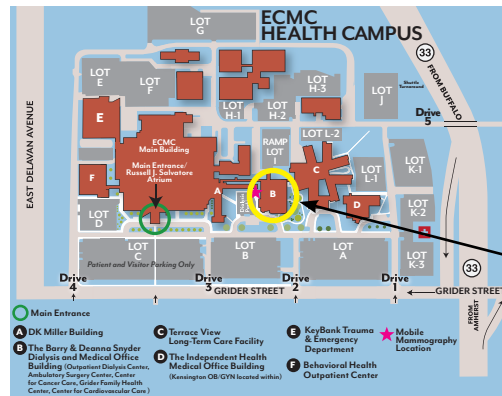 ECMC
HEALTH CAMPUS
LOT
G
LOT
E
LOT
F
LOT
H-1
LOT
H-2
LOT
H-3
LOT
J
Shuttle
Turnaround
33
FROM BUFFALO
Drive
5
EAST DELAVAN AVENUE
E
ECMC
Main Building
Main Entrance/
Russell J. Salvatore
Atrium
RAMP
LOT
I
LOT L-2
LOT
L-1
LOT
K-1
F
A
Dialysis
B
C
D
LOT
D
LOT
K-2
LOT
C
Patient and Visitor Parking Only
LOT
B
LOT
A
LOT
K-3
33
Drive
4
Drive
3
Drive
2
Drive
1
GRIDER STREET
GRIDER STREET
FROM
AMHERST
Main Entrance
A DK Miller Building
B The Barry & Deanna Snyder
Dialysis and Medical Office
Building (Outpatient Dialysis Center,
Ambulatory Surgery Center, Center
for Cancer Care, Grider Family Health
Center, Center for Cardiovascular Care)
C Terrace View
Long-Term Care Facility
D The Independent Health
Medical Office Building
(Kensington OB/GYN located within)
E KeyBank Trauma
& Emergency
Department
F Behavioral Health
Outpatient Center
Mobile
Mammography
Location